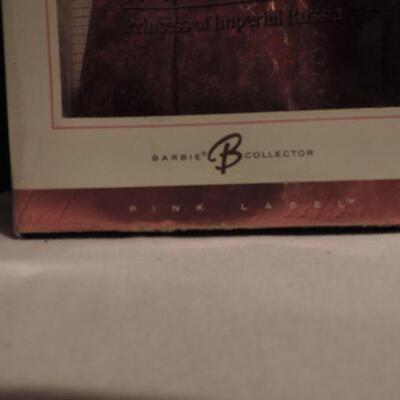 Princess of Imperial Russia
BARBIE® B COLLECTOR
PINK LABEL™